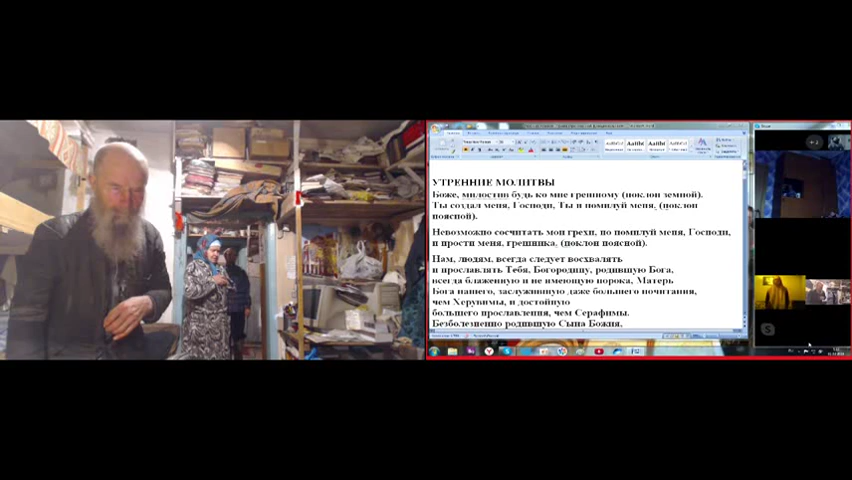 УТРЕННИЕ МОЛИТВЫ
Боже, милостив будь ко мне грешному (поклон земной).
Ты создал меня, Господи, Ты и помилуй меня. (поклон
поясной).
Невозможно сосчитать мои грехи, но помилуй меня, Господи,
и прости меня, грешника. (поклон поясной).
Нам, людям, всегда следует восхвалять
и прославлять Тебя, Богородицу, родившую Бога,
всегда блаженную и не имеющую порока, Матерь
Бога нашего, заслужившую даже большего почитания,
чем Херувимы, и достойную
большего прославления, чем Серафимы.
Безболезненно родившую Сына Божия,